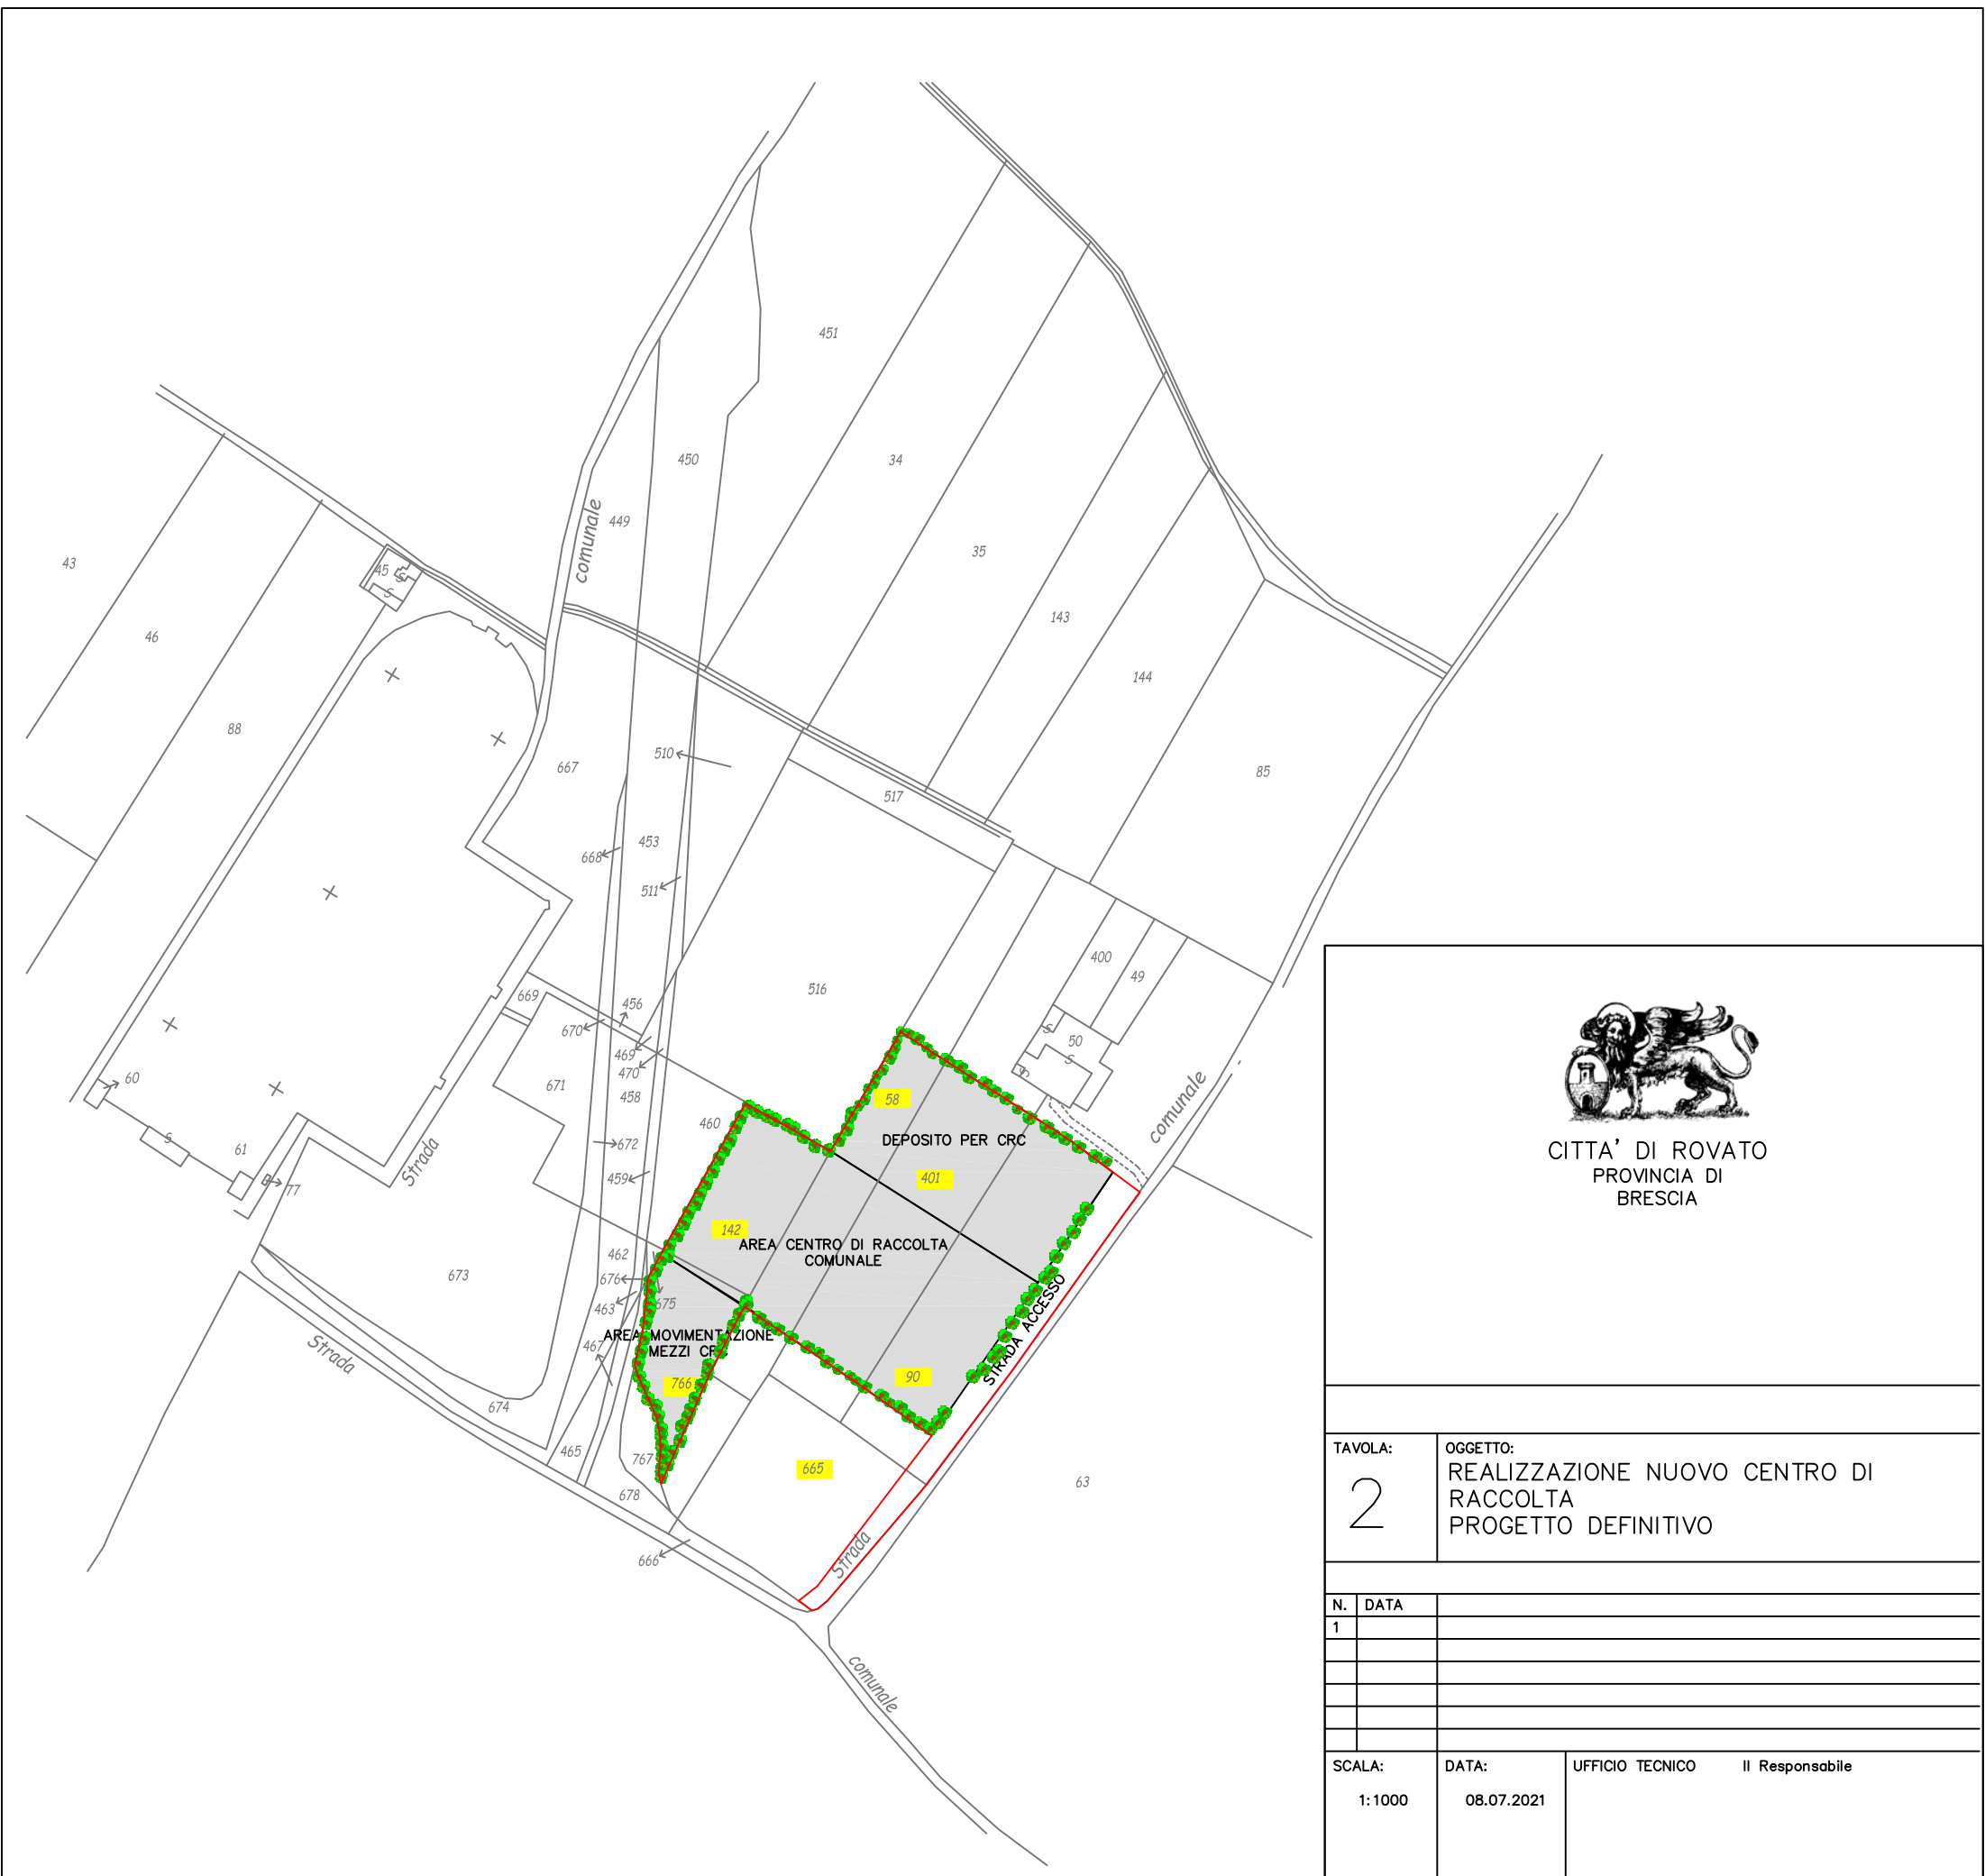 451
34
450
449
comunale
35
43
45
S
S
46
143
144
88
667
510
85
517
453
668
511
400
49
516
669
456
670
50
S
S
S
469
470
60
671
458
58
comunale
460
DEPOSITO PER CRC
S
61
672
Strada
401
459
77
142
AREA CENTRO DI RACCOLTA
COMUNALE
462
673
676
675
463
STRADA ACCESSO
AREA MOVIMENTAZIONE
MEZZI CRC
467
Strada
766
90
674
465
767
665
63
678
Strada
666
comunale
CITTA' DI ROVATO
PROVINCIA DI
BRESCIA
TAVOLA:
2
OGGETTO:
REALIZZAZIONE NUOVO CENTRO DI
RACCOLTA
PROGETTO DEFINITIVO
N. DATA
1
SCALA:
1:1000
DATA:
08.07.2021
UFFICIO TECNICO Il Responsabile